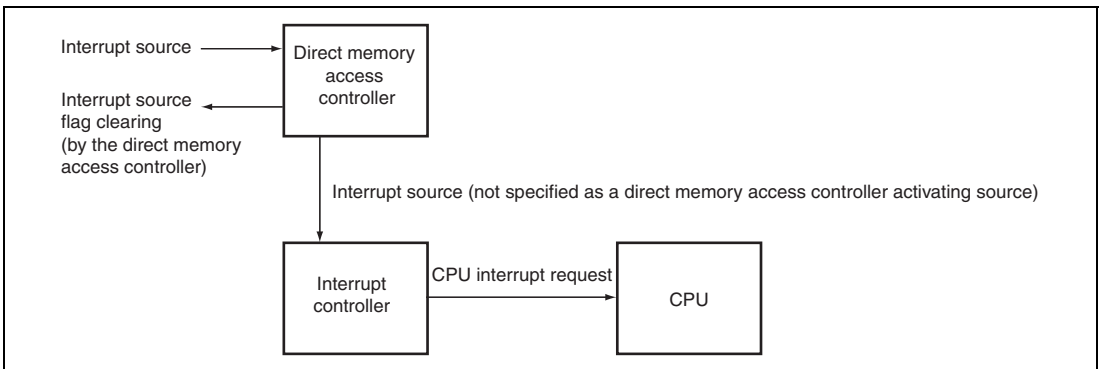 Interrupt source
Direct memory
access
controller
Interrupt source
flag clearing
(by the direct memory
access controller)
Interrupt source (not specified as a direct memory access controller activating source)
Interrupt
controller
CPU interrupt request
CPU